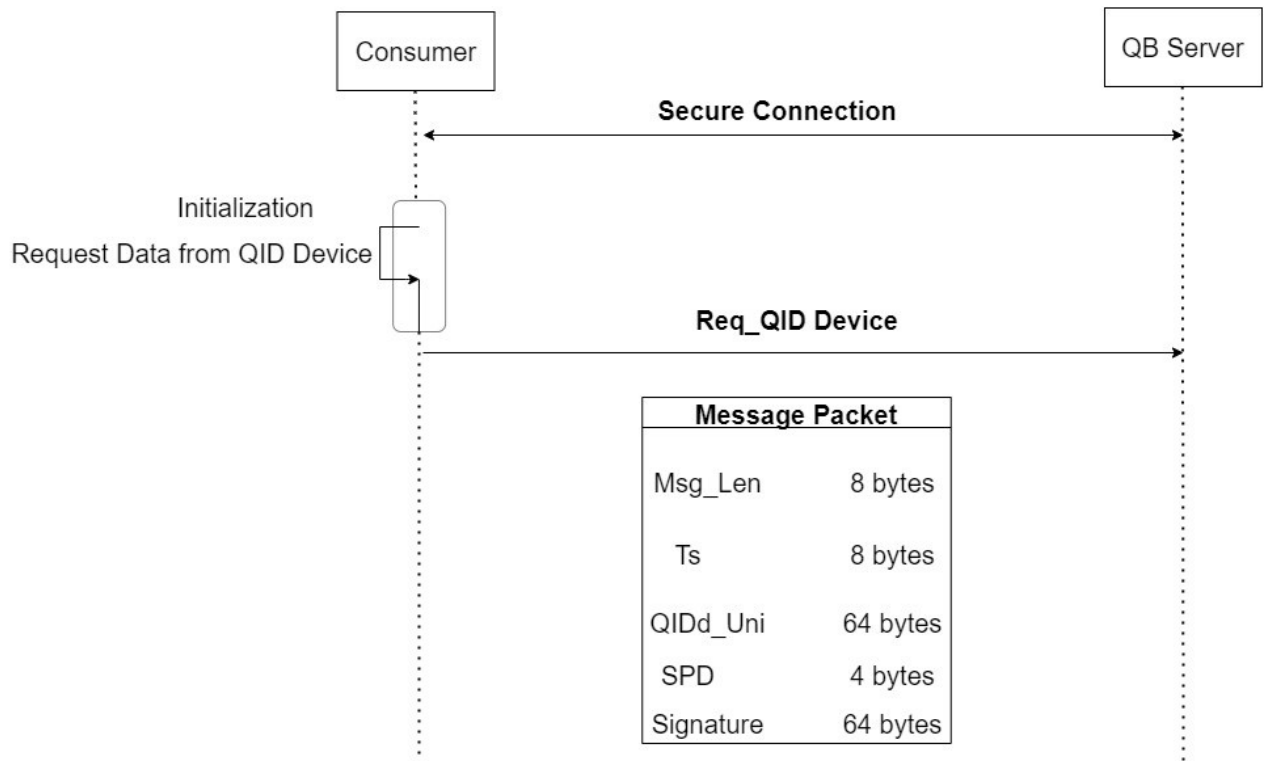 Consumer
QB Server
Secure Connection
Initialization
Request Data from QID Device
Req_QID Device
Message Packet
Msg_Len 8 bytes
Ts 8 bytes
QIDd_Uni 64 bytes
SPD 4 bytes
Signature 64 bytes